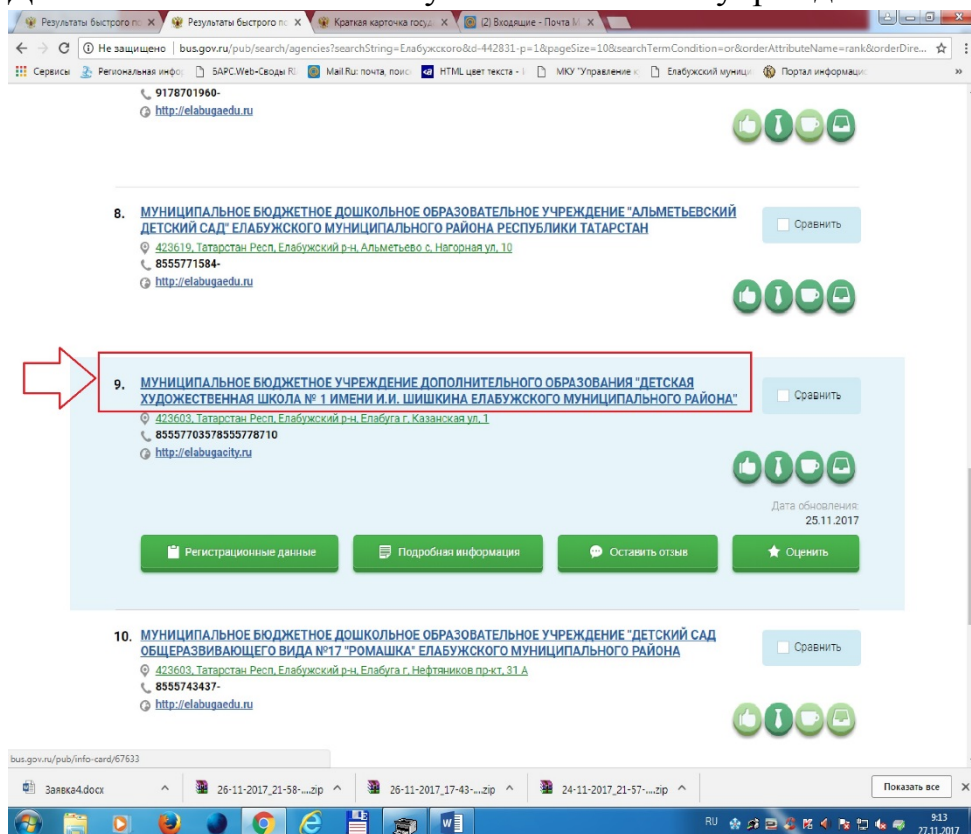 Результаты быстрого по
Результаты быстрого по
Краткая карточка госуд
(2) Входящие - Почта М
Не защищено | bus.gov.ru/pub/search/agencies?searchString=Елабужского&d-442831-p=1&pageSize=10&searchTermCondition=or&orderAttributeName=rank&orderDire...
Сервисы
Региональная инфо
БАРС.Web-Своды
Mail.Ru: почта, поис
HTML цвет текста -
МКУ "Управление
Елабужский муници
Портал информаци
9178701960-
http://elabugaedu.ru
8. МУНИЦИПАЛЬНОЕ БЮДЖЕТНОЕ ДОШКОЛЬНОЕ ОБРАЗОВАТЕЛЬНОЕ УЧРЕЖДЕНИЕ "АЛЬМЕТЬЕВСКИЙ
ДЕТСКИЙ САД" ЕЛАБУЖСКОГО МУНИЦИПАЛЬНОГО РАЙОНА РЕСПУБЛИКИ ТАТАРСТАН
Сравнить
423619, Татарстан Респ, Елабужский р-н, Альметьево с, Нагорная ул, 10
8555771584-
http://elabugaedu.ru
9. МУНИЦИПАЛЬНОЕ БЮДЖЕТНОЕ УЧРЕЖДЕНИЕ ДОПОЛНИТЕЛЬНОГО ОБРАЗОВАНИЯ "ДЕТСКАЯ
ХУДОЖЕСТВЕННАЯ ШКОЛА № 1 ИМЕНИ И.И. ШИШКИНА ЕЛАБУЖСКОГО МУНИЦИПАЛЬНОГО РАЙОНА"
Сравнить
423603, Татарстан Респ, Елабужский р-н, Елабуга г, Казанская ул, 1
85557703578555778710
http://elabugacity.ru
Дата обновления:
25.11.2017
Регистрационные данные
Подробная информация
Оставить отзыв
Оценить
10. МУНИЦИПАЛЬНОЕ БЮДЖЕТНОЕ ДОШКОЛЬНОЕ ОБРАЗОВАТЕЛЬНОЕ УЧРЕЖДЕНИЕ "ДЕТСКИЙ САД
ОБЩЕРАЗВИВАЮЩЕГО ВИДА №17 "РОМАШКА" ЕЛАБУЖСКОГО МУНИЦИПАЛЬНОГО РАЙОНА
Сравнить
423603, Татарстан Респ, Елабужский р-н, Елабуга г, Нефтяников пр-кт, 31 А
8555743437-
http://elabugaedu.ru
bus.gov.ru/pub/info-card/67633
Заявка4.docx
26-11-2017_21-58-....zip
26-11-2017_17-43-....zip
24-11-2017_21-57-....zip
Показать все
RU
9:13
27.11.2017